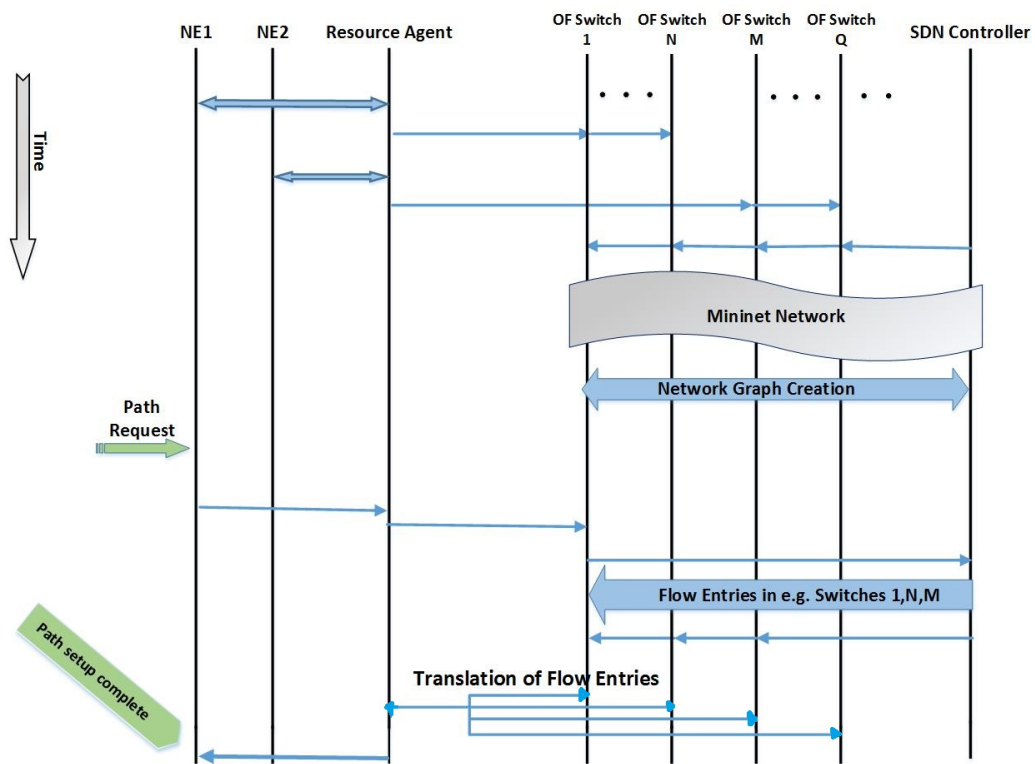 NE1
NE2
Resource Agent
OF Switch
1
OF Switch
N
OF Switch
M
OF Switch
Q
SDN Controller
Time
Mininet Network
Network Graph Creation
Path
Request
Flow Entries in e.g. Switches 1,N,M
Path setup complete
Translation of Flow Entries